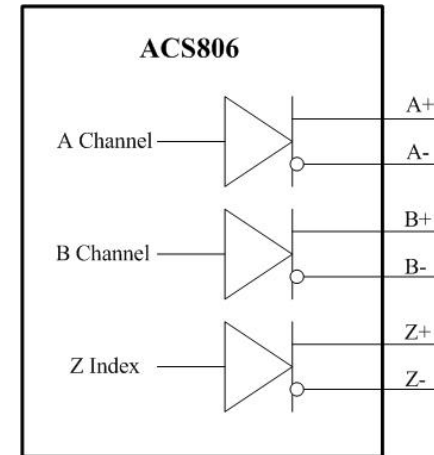 ACS806
A+
A Channel
A-
B+
B Channel
B-
Z+
Z Index
Z-